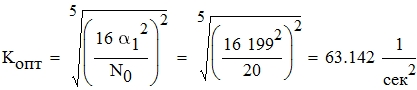 K_опт = ⁵√((16 α₁² / N₀)²) = ⁵√((16 199² / 20)²) = 63.142 1/сек²